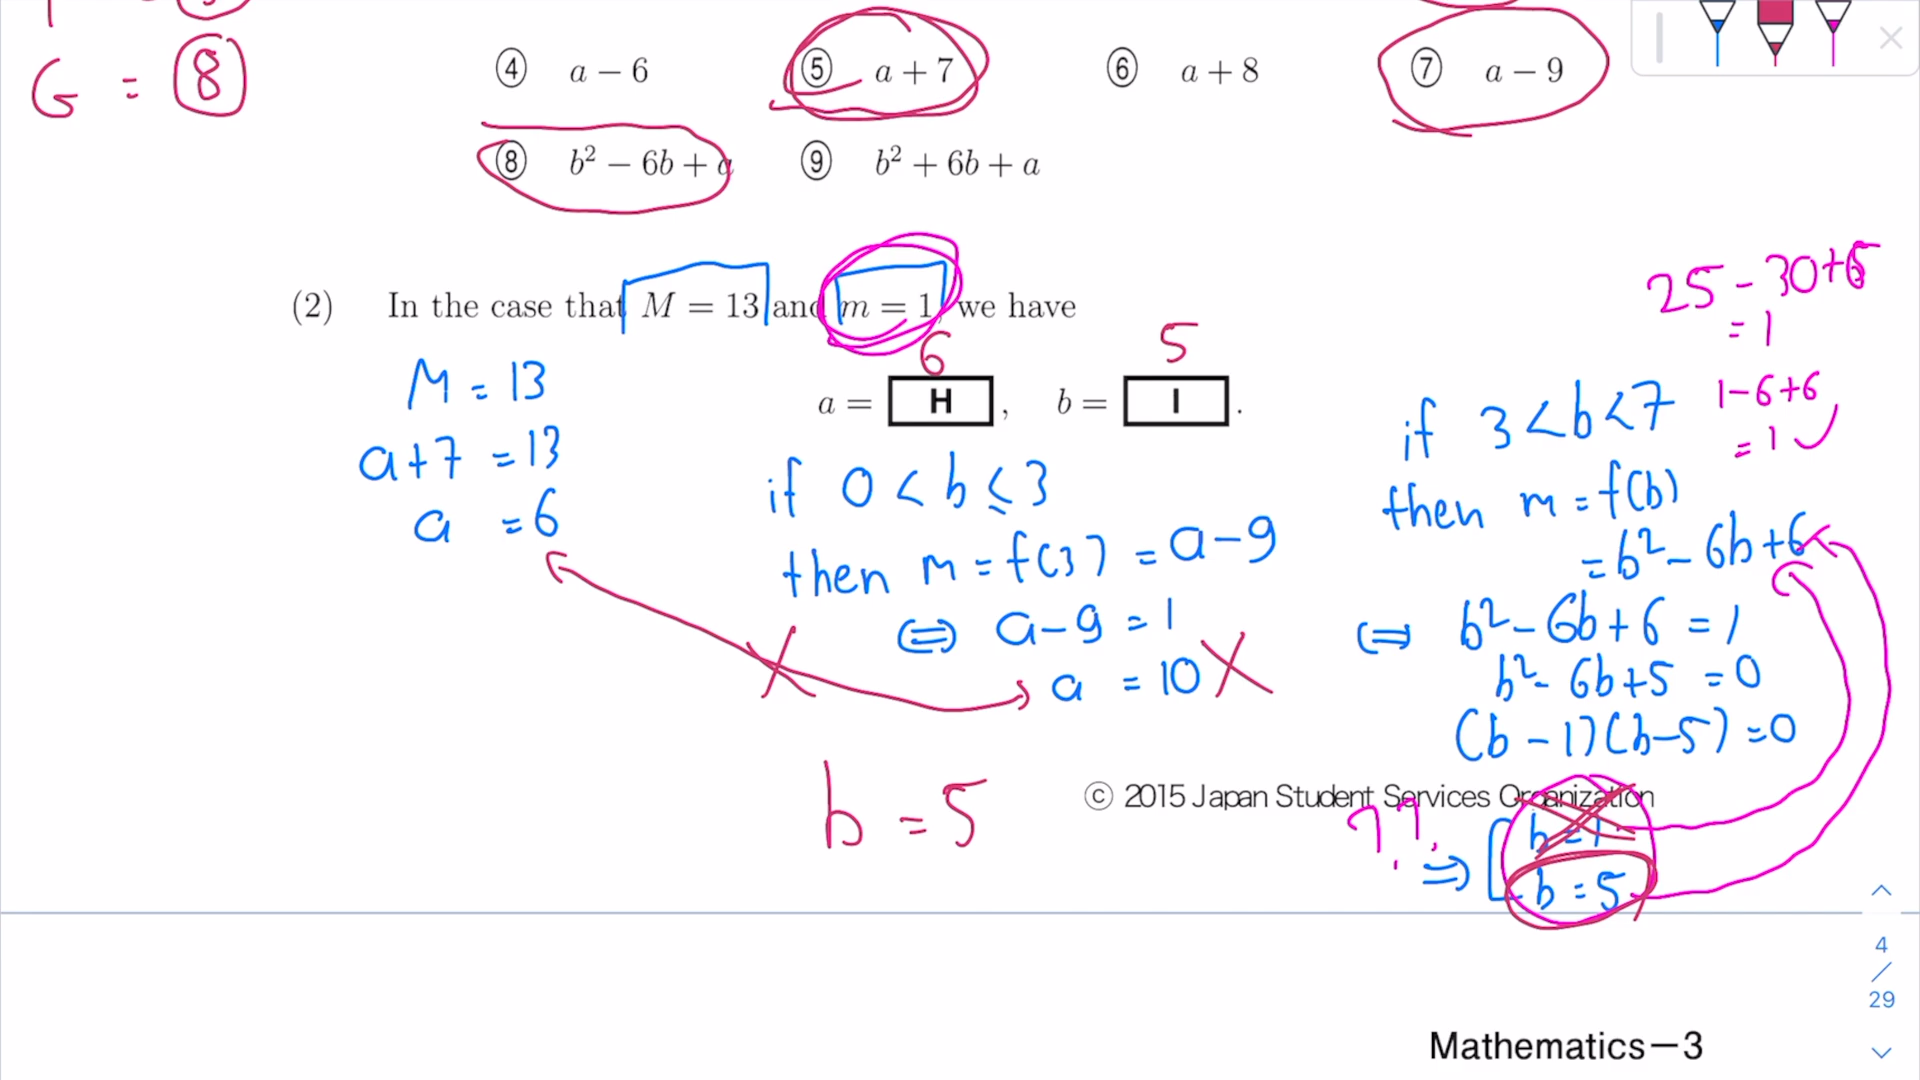 G = 8
④ a − 6 ⑤ a + 7 ⑥ a + 8 ⑦ a − 9
⑧ b² − 6b + a ⑨ b² + 6b + a
(2) In the case that M = 13 and m = 1, we have
6 5
a = H , b = I .
M = 13
a+7 = 13
a = 6
if 0 < b ≤ 3
then m = f(3) = a-9
⇔ a-9 = 1
a = 10
b = 5
25 - 30+6
= 1
1-6+6
= 1
if 3 < b < 7
then m = f(b)
= b² - 6b+6
⇔ b² - 6b+6 = 1
b² - 6b+5 = 0
(b - 1)(b-5) = 0
© 2015 Japan Student Services Organization
??
⇒ [ b = 1
b = 5
4
/
29
Mathematics−3